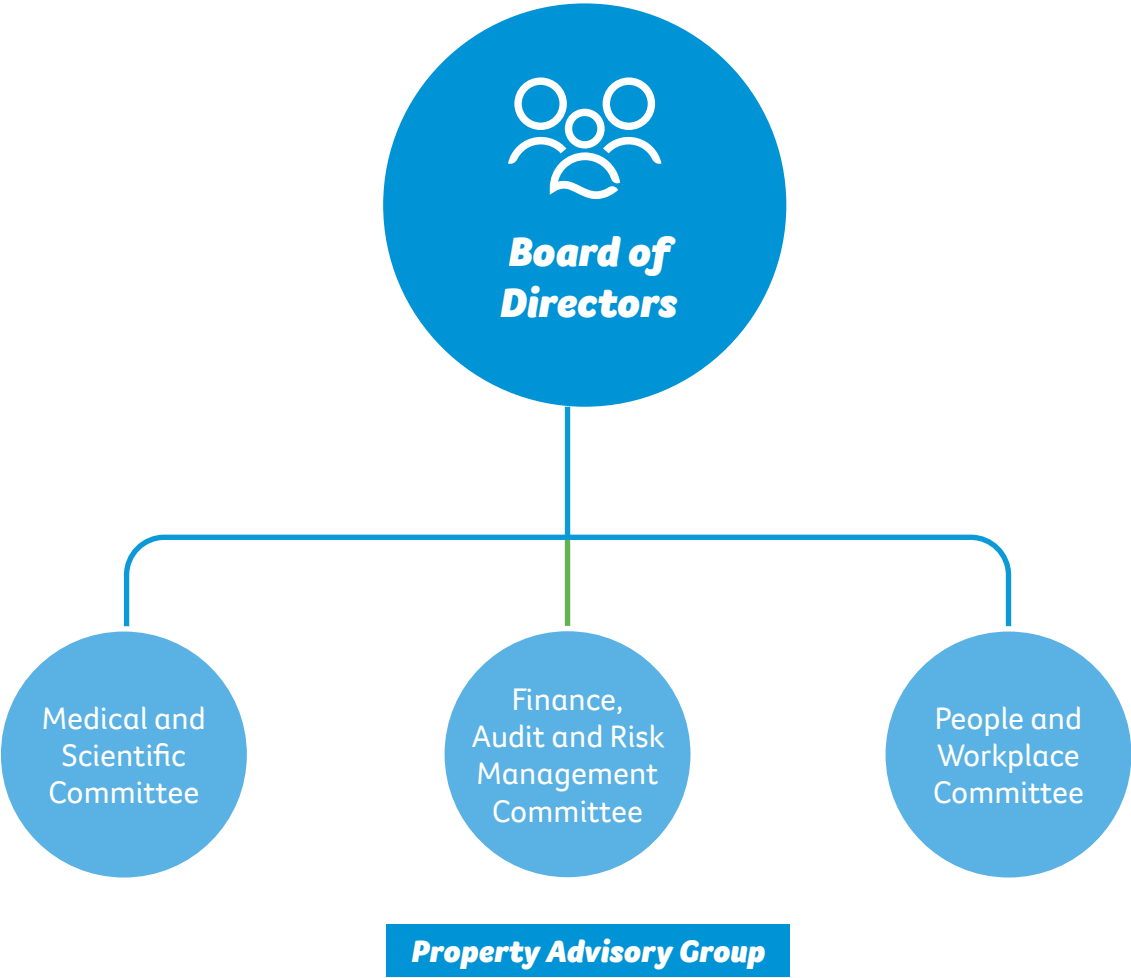 Board of
Directors
Medical and
Scientific
Committee
Finance,
Audit and Risk
Management
Committee
People and
Workplace
Committee
Property Advisory Group